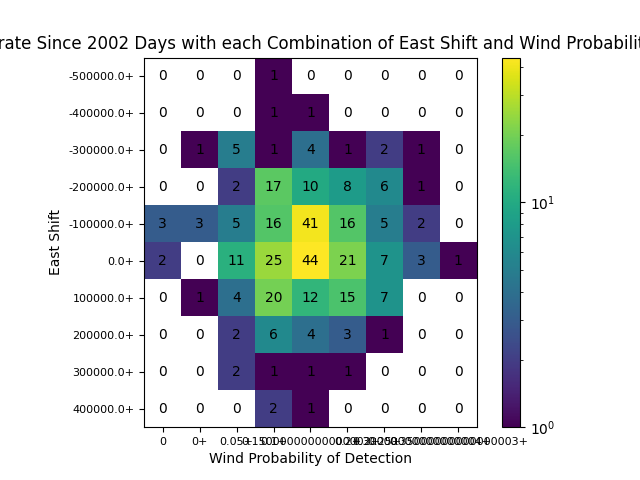 rate Since 2002 Days with each Combination of East Shift and Wind Probabilit
-500000.0+ 0 0 0 1 0 0 0 0 0
-400000.0+ 0 0 0 1 1 0 0 0 0
-300000.0+ 0 1 5 1 4 1 2 1 0
-200000.0+ 0 0 2 17 10 8 6 1 0
-100000.0+ 3 3 5 16 41 16 5 2 0
0.0+ 2 0 11 25 44 21 7 3 1
100000.0+ 0 1 4 20 12 15 7 0 0
200000.0+ 0 0 2 6 4 3 1 0 0
300000.0+ 0 0 2 1 1 1 0 0 0
400000.0+ 0 0 0 2 1 0 0 0 0
0 0+ 0.05+
East Shift
Wind Probability of Detection
10¹
10⁰